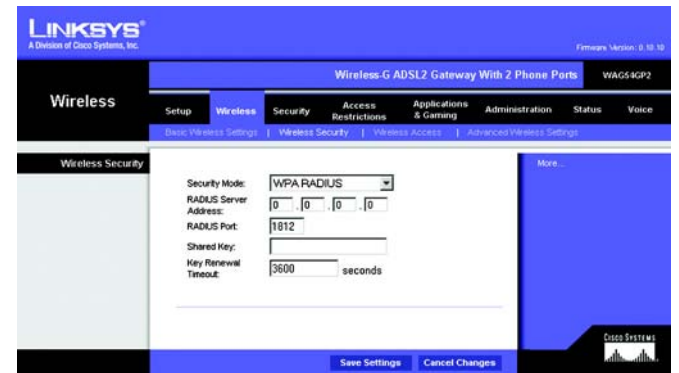 LINKSYS®
A Division of Cisco Systems, Inc.
Firmware Version: 0.10.10
Wireless-G ADSL2 Gateway With 2 Phone Ports WAG54GP2
Wireless
Setup Wireless Security Access Restrictions Applications & Gaming Administration Status Voice
Basic Wireless Settings | Wireless Security | Wireless Access | Advanced Wireless Settings
Wireless Security
More...
Security Mode: WPA RADIUS
RADIUS Server Address: 0 . 0 . 0 . 0
RADIUS Port: 1812
Shared Key:
Key Renewal Timeout: 3600 seconds
CISCO SYSTEMS
Save Settings Cancel Changes